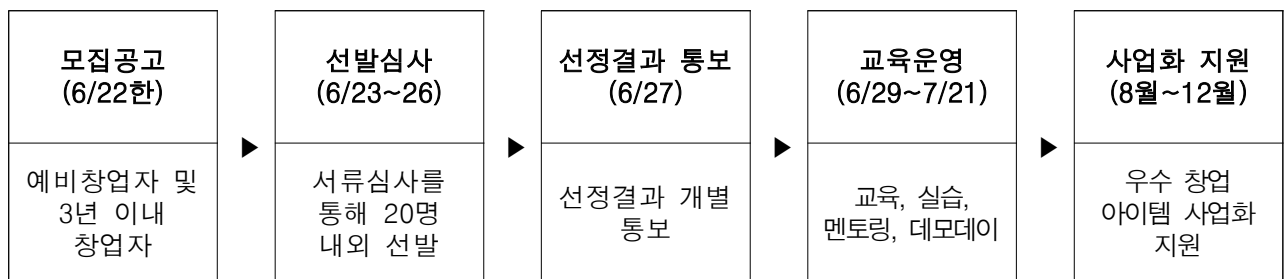 모집공고
(6/22한)
예비창업자 및
3년 이내
창업자
▶
선발심사
(6/23~26)
서류심사를
통해 20명
내외 선발
▶
선정결과 통보
(6/27)
선정결과 개별
통보
▶
교육운영
(6/29~7/21)
교육, 실습,
멘토링, 데모데이
▶
사업화 지원
(8월~12월)
우수 창업
아이템 사업화
지원